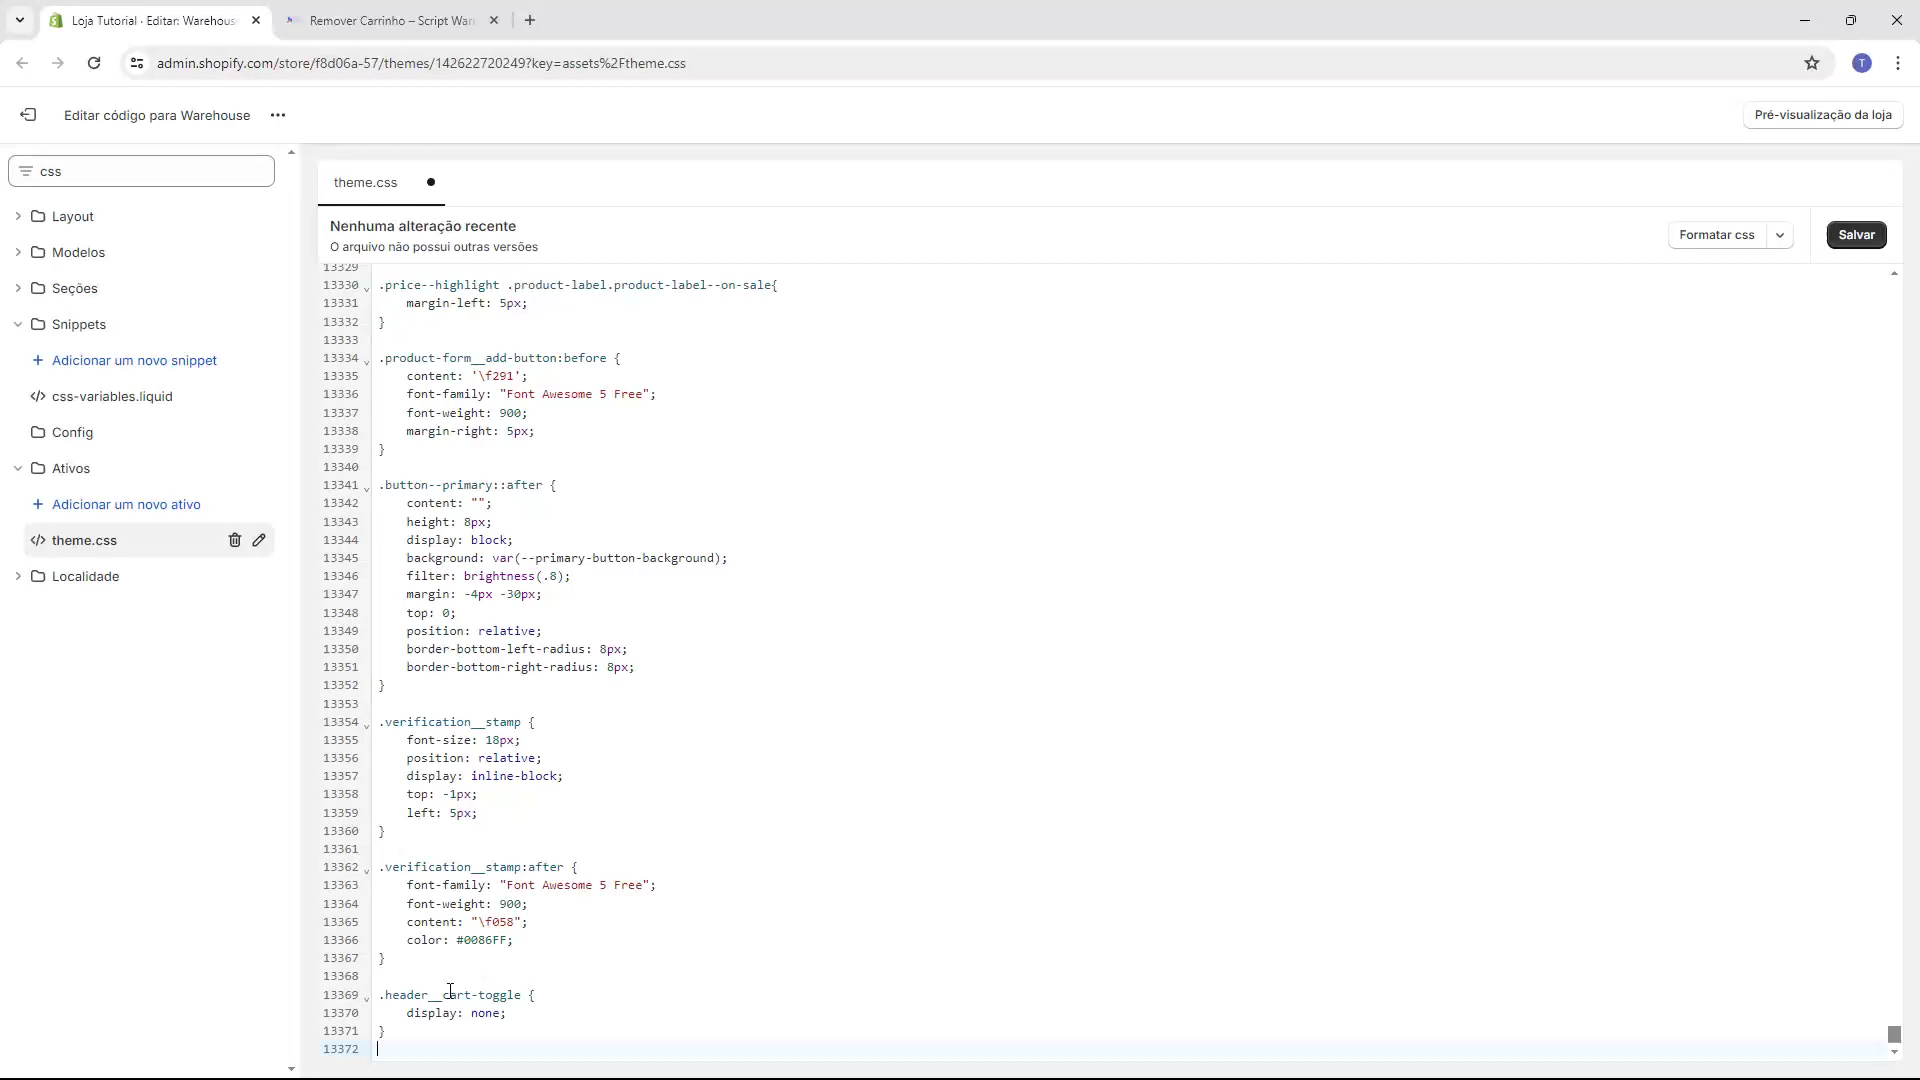 Loja Tutorial · Editar: Warehous
Remover Carrinho – Script War
admin.shopify.com/store/f8d06a-57/themes/142622720249?key=assets%2Ftheme.css
T
Editar código para Warehouse
Pré-visualização da loja
css
Layout
Modelos
Seções
Snippets
Adicionar um novo snippet
css-variables.liquid
Config
Ativos
Adicionar um novo ativo
theme.css
Localidade
theme.css
Nenhuma alteração recente
O arquivo não possui outras versões
Formatar css
Salvar
13329
13330 .price--highlight .product-label.product-label--on-sale{
13331 margin-left: 5px;
13332 }
13333
13334 .product-form__add-button:before {
13335 content: '\f291';
13336 font-family: "Font Awesome 5 Free";
13337 font-weight: 900;
13338 margin-right: 5px;
13339 }
13340
13341 .button--primary::after {
13342 content: "";
13343 height: 8px;
13344 display: block;
13345 background: var(--primary-button-background);
13346 filter: brightness(.8);
13347 margin: -4px -30px;
13348 top: 0;
13349 position: relative;
13350 border-bottom-left-radius: 8px;
13351 border-bottom-right-radius: 8px;
13352 }
13353
13354 .verification__stamp {
13355 font-size: 18px;
13356 position: relative;
13357 display: inline-block;
13358 top: -1px;
13359 left: 5px;
13360 }
13361
13362 .verification__stamp:after {
13363 font-family: "Font Awesome 5 Free";
13364 font-weight: 900;
13365 content: "\f058";
13366 color: #0086FF;
13367 }
13368
13369 .header__cart-toggle {
13370 display: none;
13371 }
13372